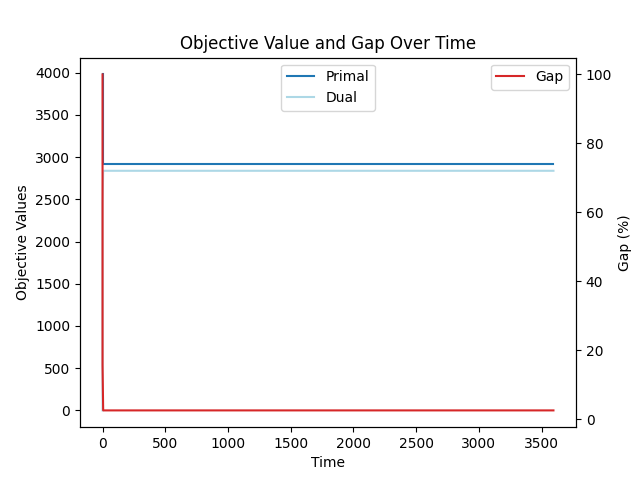 Objective Value and Gap Over Time
Primal
Dual
Gap
Objective Values
4000
3500
3000
2500
2000
1500
1000
500
0
100
80
60
40
20
0
Gap (%)
0 500 1000 1500 2000 2500 3000 3500
Time